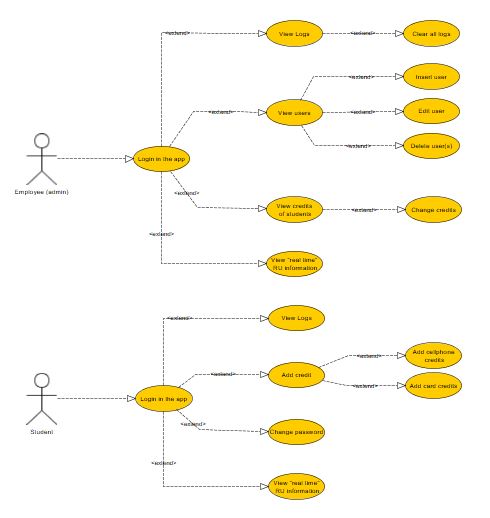 <extend>
View Logs
<extend>
Clear all logs
<extend>
Insert user
<extend>
View users
<extend>
Edit user
<extend>
Delete user(s)
Login in the app
Employee (admin)
<extend>
View credits
of students
<extend>
Change credits
<extend>
View "real time"
RU information
<extend>
View Logs
<extend>
Add cellphone
credits
<extend>
Add credit
<extend>
Add card credits
Login in the app
Student
<extend>
Change password
<extend>
View "real time"
RU information